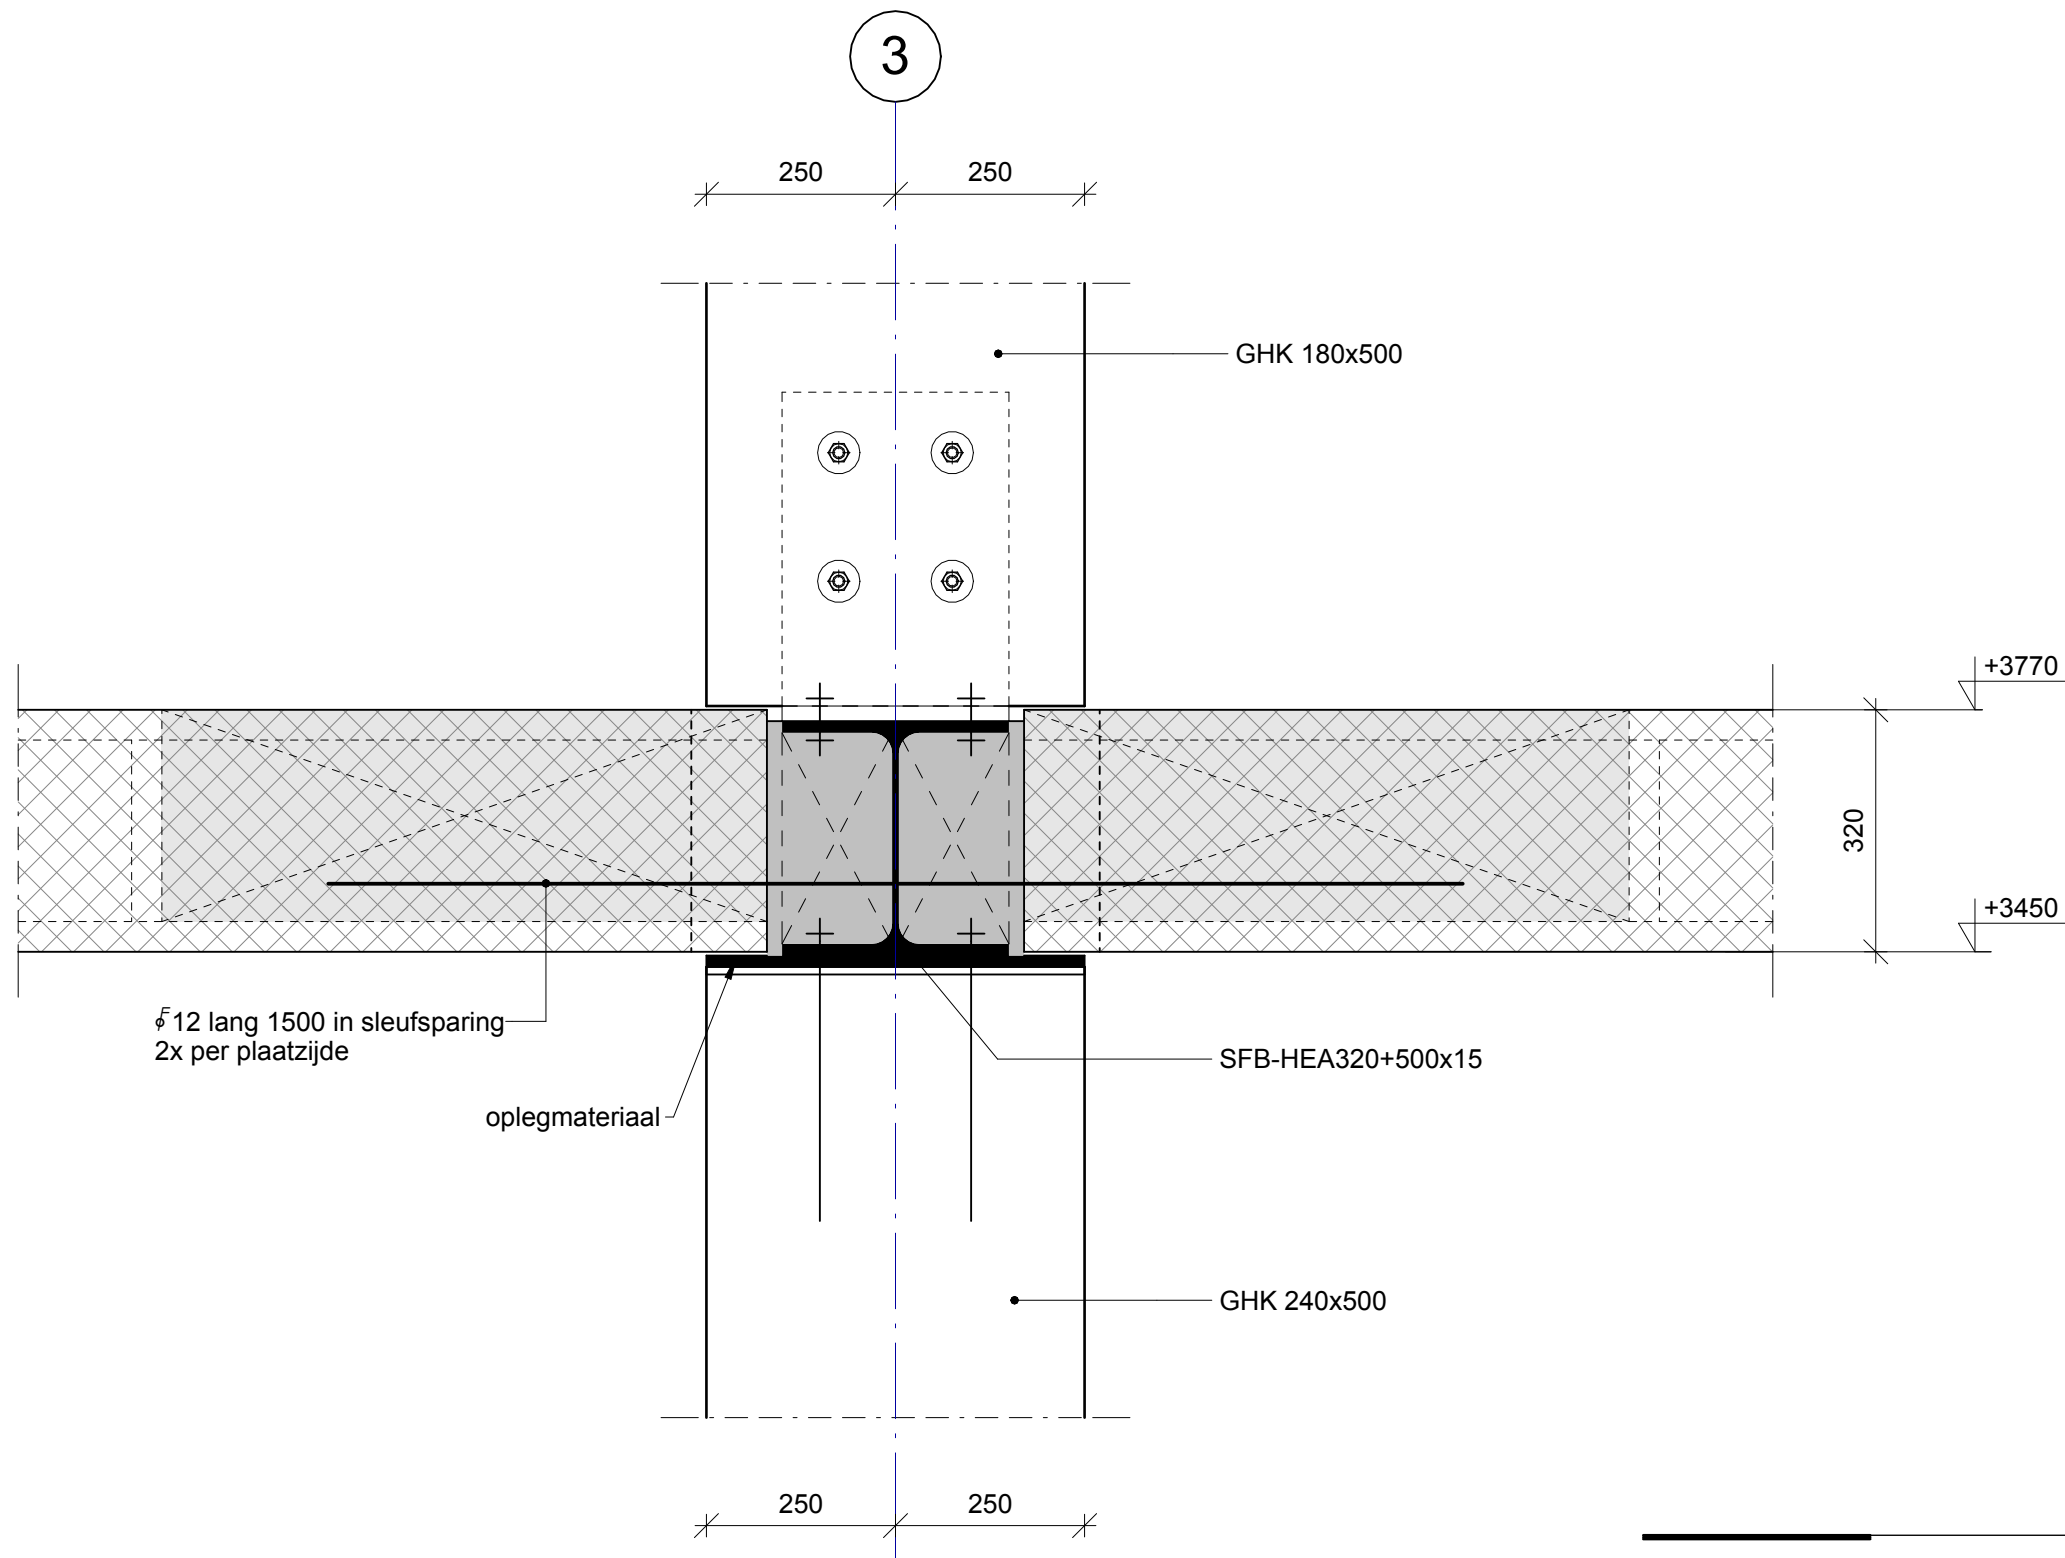 3
250 250
GHK 180x500
+3770
320
+3450
12 lang 1500 in sleufsparing
2x per plaatzijde
SFB-HEA320+500x15
oplegmateriaal
GHK 240x500
250 250